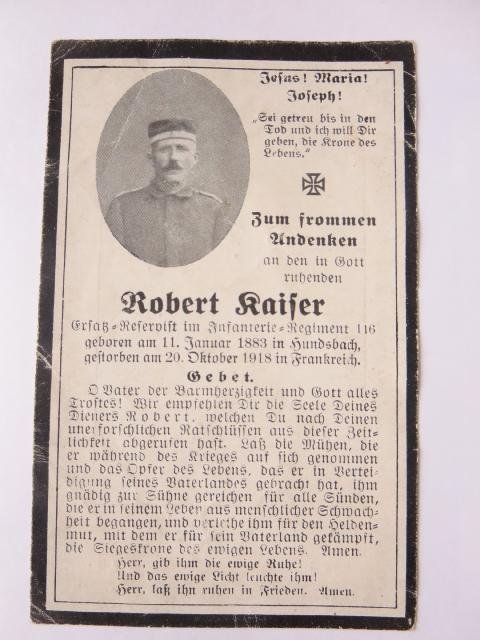 Jesus! Maria!
Joseph!
„Sei getreu bis in den
Tod und ich will Dir
geben, die Krone des
Lebens."
Zum frommen
Andenken
an den in Gott
ruhenden
Robert Kaiser
Ersatz-Reservist im Infanterie-Regiment 116
geboren am 11. Januar 1883 in Hundsbach,
gestorben am 20. Oktober 1918 in Frankreich.
Gebet.
O Vater der Barmherzigkeit und Gott alles
Trostes! Wir empfehlen Dir die Seele Deines
Dieners Robert, welchen Du nach Deinen
unerforschlichen Ratschlüssen aus dieser Zeit-
lichkeit abgerufen hast. Laß die Mühen, die
er während des Krieges auf sich genommen
und das Opfer des Lebens, das er in Vertei-
digung seines Vaterlandes gebracht hat, ihm
gnädig zur Sühne gereichen für alle Sünden,
die er in seinem Leben aus menschlicher Schwach-
heit begangen, und verleihe ihm für den Helden-
mut, mit dem er für sein Vaterland gekämpft,
die Siegeskrone des ewigen Lebens. Amen.
Herr, gib ihm die ewige Ruhe!
Und das ewige Licht leuchte ihm!
Herr, laß ihn ruhen in Frieden. Amen.